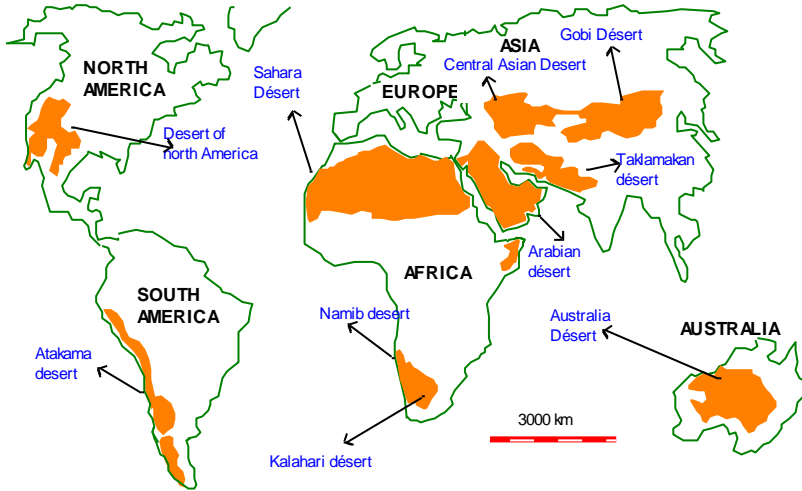 NORTH
AMERICA
Desert of
north America
Sahara
Désert
EUROPE
ASIA
Central Asian Desert
Gobi Désert
Taklamakan
désert
Arabian
désert
AFRICA
SOUTH
AMERICA
Atakama
desert
Namib desert
Kalahari désert
Australia
Désert
AUSTRALIA
3000 km